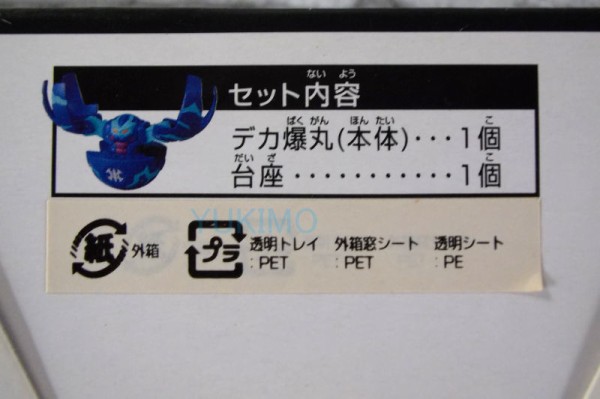 ない よう
セット内容
ばく がん ほん たい こ
デカ爆丸(本体)・・・1個
だい ざ こ
台座・・・・・・・・・・・1個
YUKIMO
紙 外箱 プラ 透明トレイ 外箱窓シート 透明シート
:PET :PET :PE